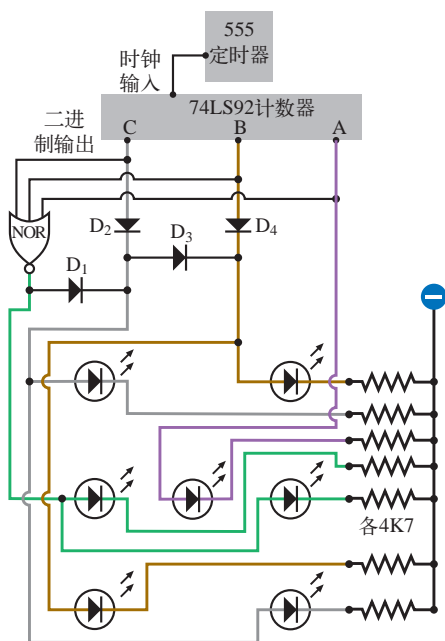 555
定时器
时钟
输入
74LS92计数器
C B A
二进
制输出
NOR
D2 D3 D4
D1
各4K7